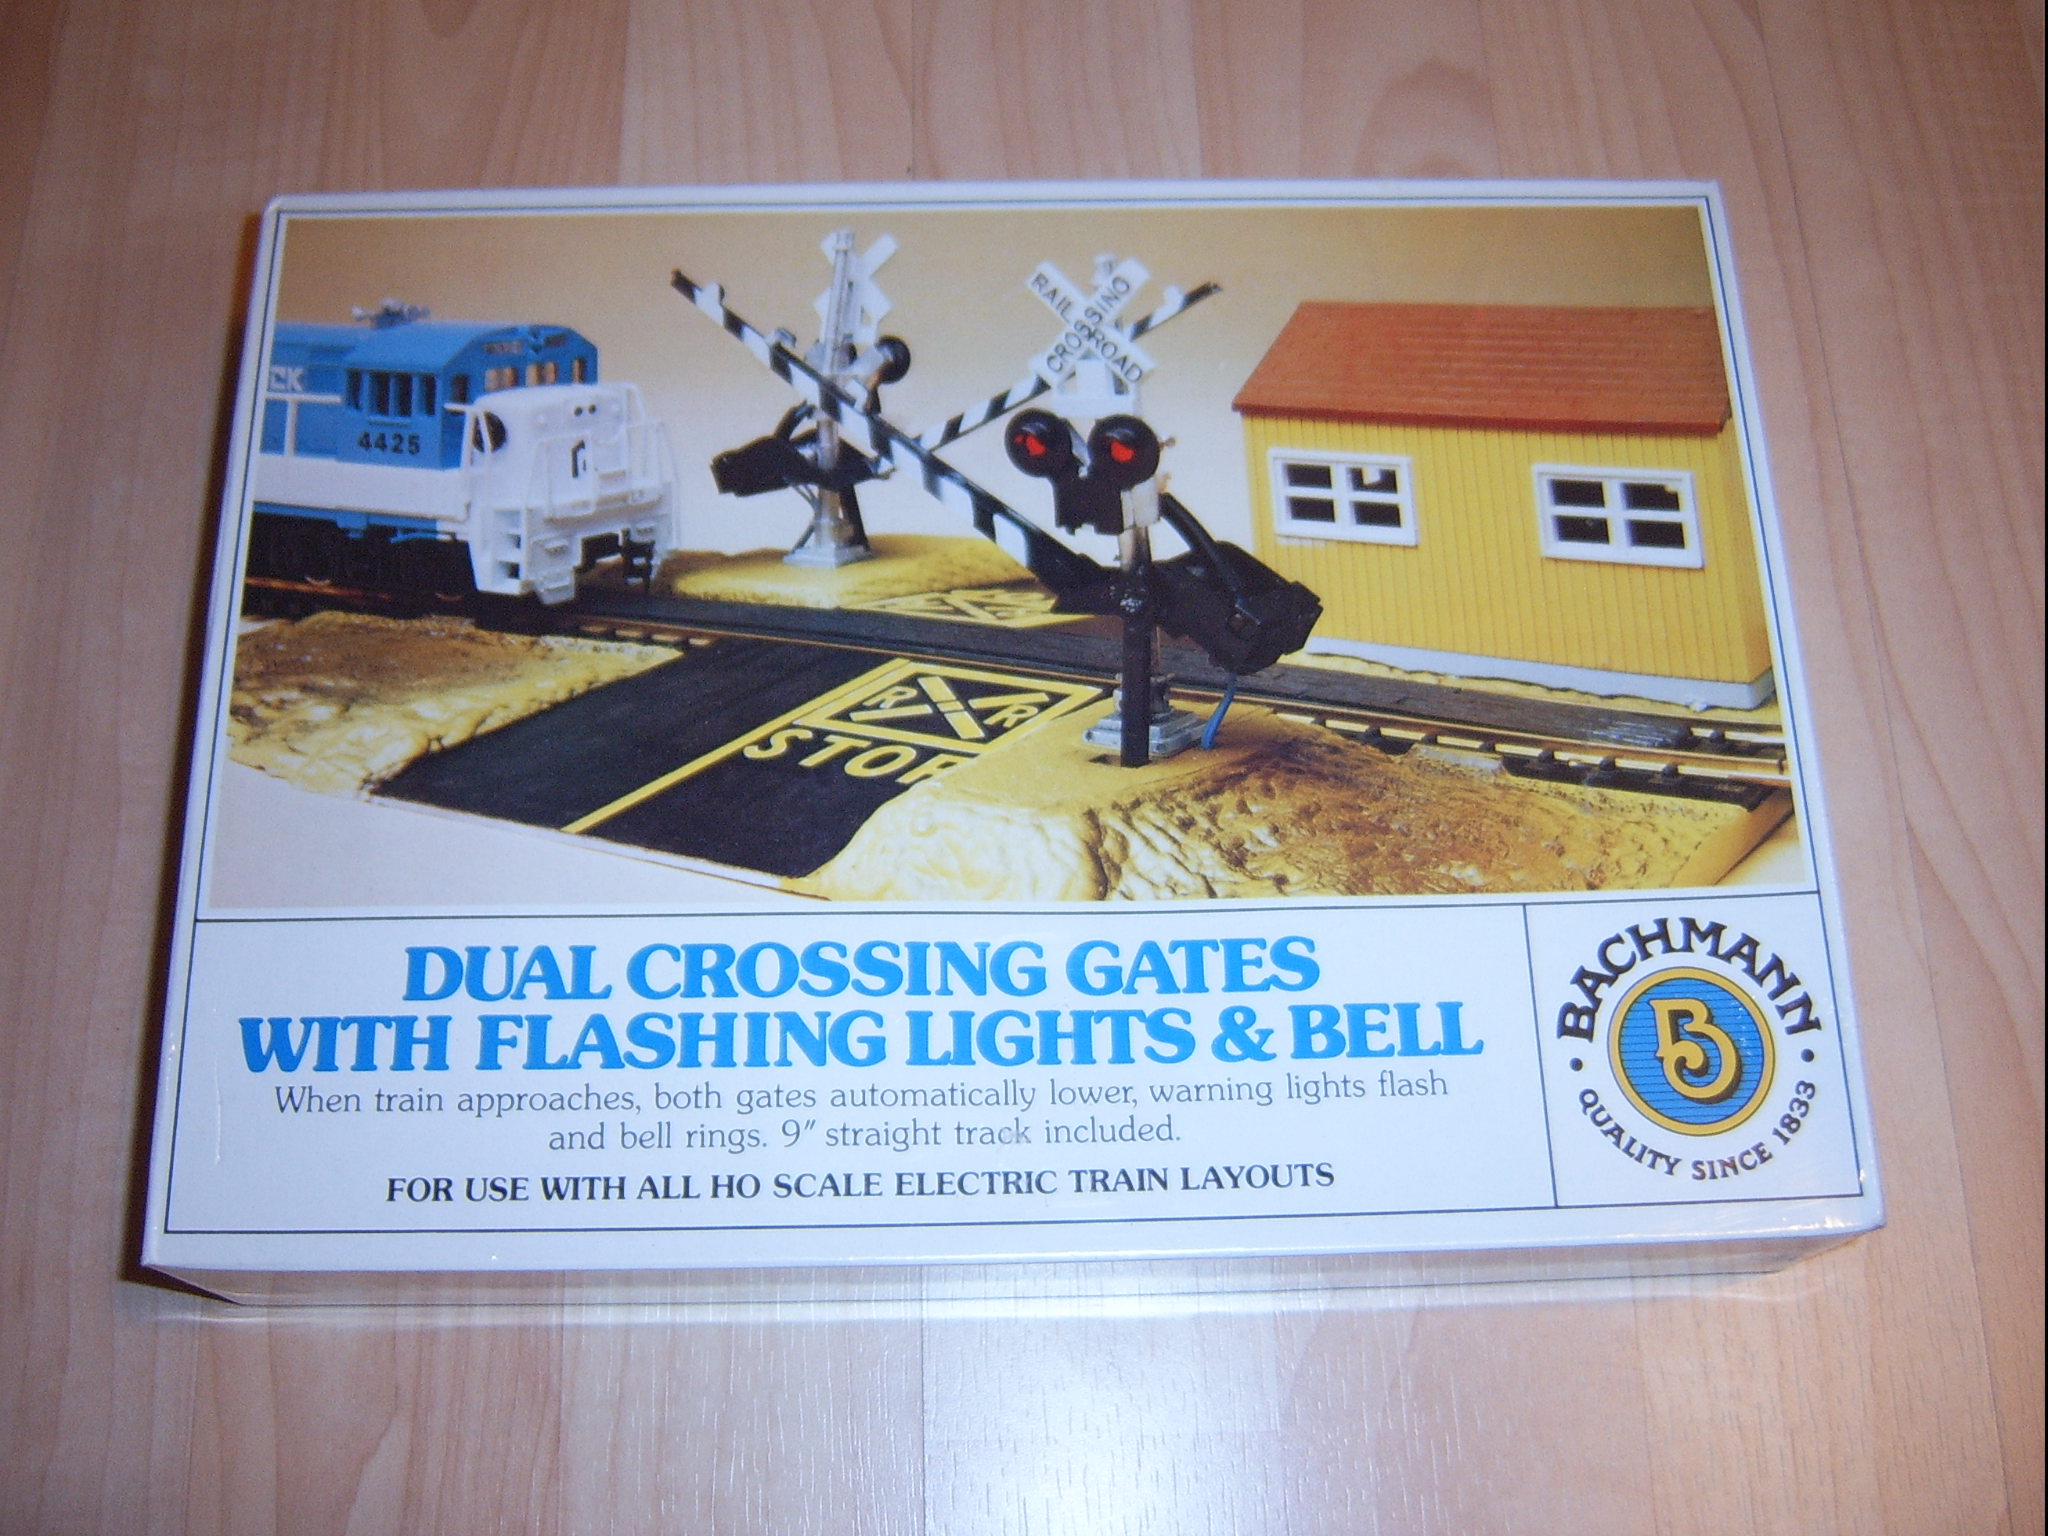 4425
RAILROAD
CROSSING
R R
STOP
DUAL CROSSING GATES
WITH FLASHING LIGHTS & BELL
When train approaches, both gates automatically lower, warning lights flash
and bell rings. 9″ straight track included.
FOR USE WITH ALL HO SCALE ELECTRIC TRAIN LAYOUTS
BACHMANN
B
• QUALITY SINCE 1833 •